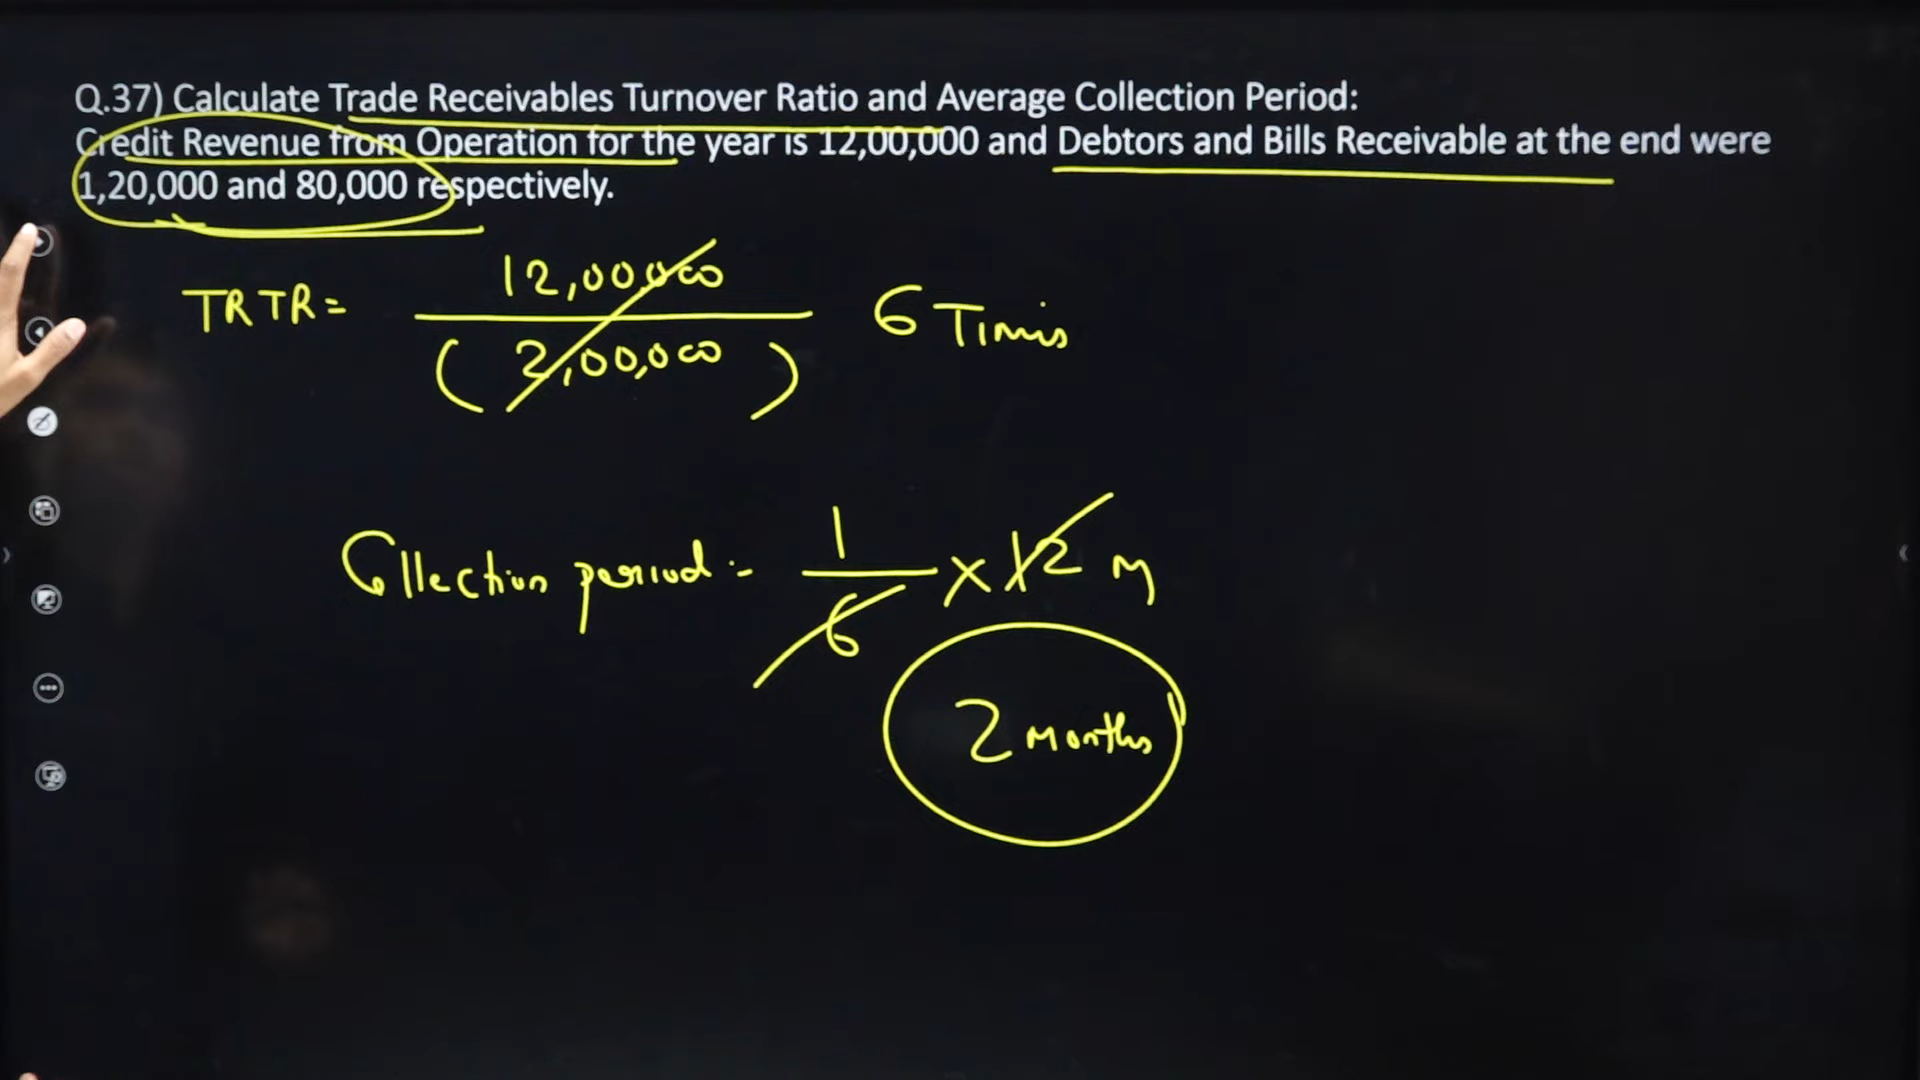 Q.37) Calculate Trade Receivables Turnover Ratio and Average Collection Period:
Credit Revenue from Operation for the year is 12,00,000 and Debtors and Bills Receivable at the end were
1,20,000 and 80,000 respectively.
TRTR = 12,00,000
( 2,00,000 )
6 Times
Collection period :- 1
6
x 12 M
2 Months